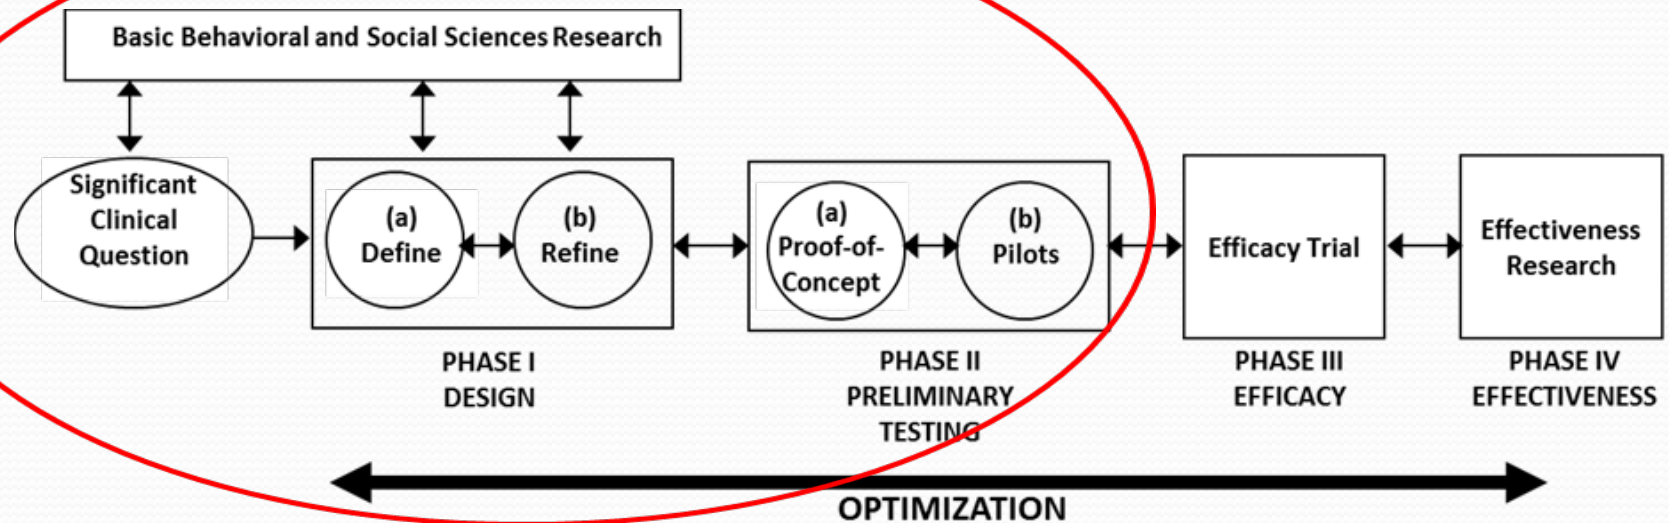 Basic Behavioral and Social Sciences Research
Significant
Clinical
Question
(a)
Define
(b)
Refine
(a)
Proof-of-
Concept
(b)
Pilots
Efficacy Trial
Effectiveness
Research
PHASE I
DESIGN
PHASE II
PRELIMINARY
TESTING
PHASE III
EFFICACY
PHASE IV
EFFECTIVENESS
OPTIMIZATION